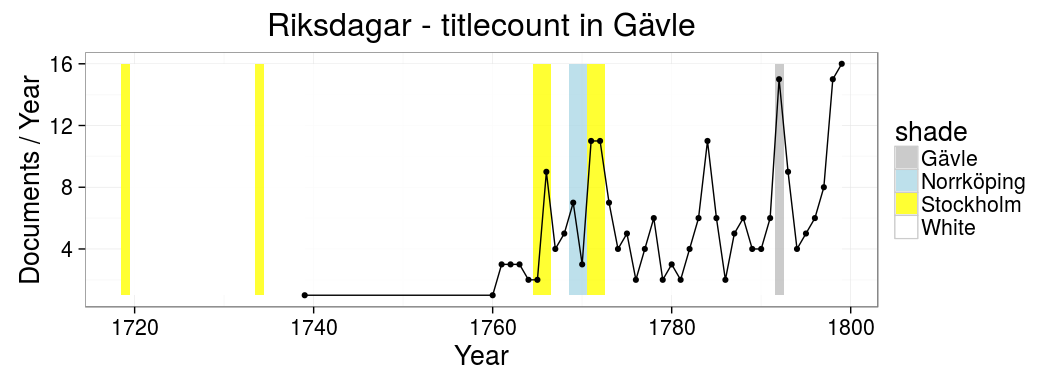 Riksdagar - titlecount in Gävle
Documents / Year
16
12
8
4
1720
1740
1760
1780
1800
Year
shade
Gävle
Norrköping
Stockholm
White